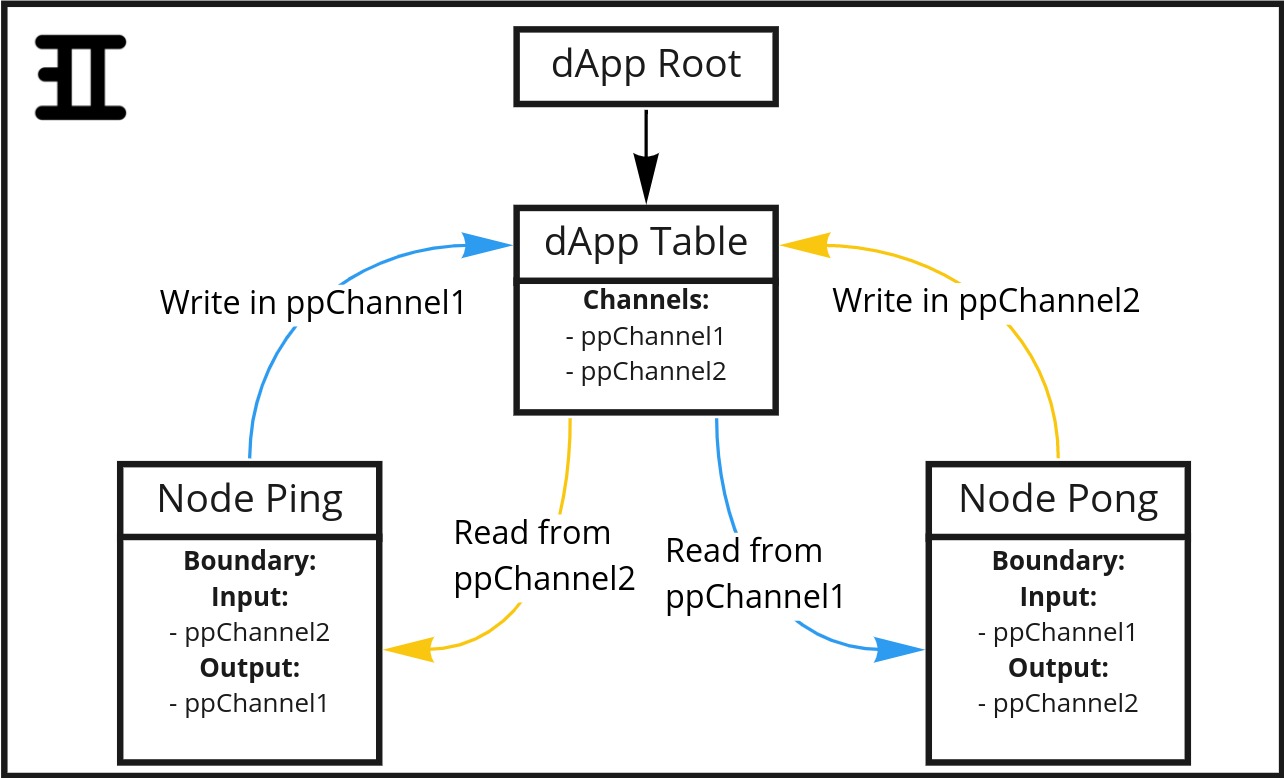 dApp Root
dApp Table
Channels:
- ppChannel1
- ppChannel2
Write in ppChannel1
Write in ppChannel2
Node Ping
Boundary:
Input:
- ppChannel2
Output:
- ppChannel1
Read from
ppChannel2
Read from
ppChannel1
Node Pong
Boundary:
Input:
- ppChannel1
Output:
- ppChannel2